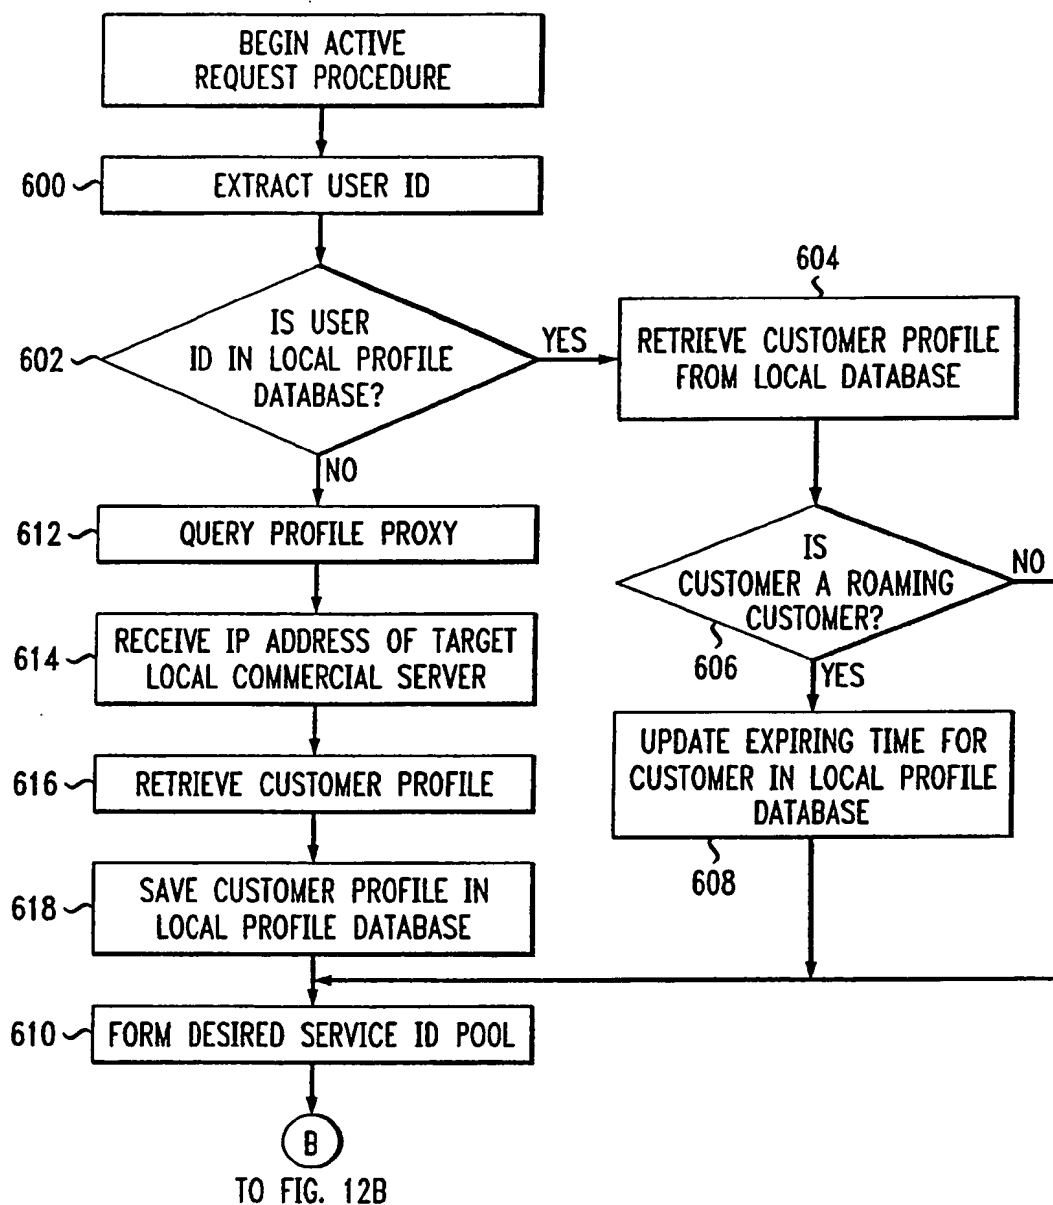 BEGIN ACTIVE
REQUEST PROCEDURE
600
EXTRACT USER ID
602
IS USER
ID IN LOCAL PROFILE
DATABASE?
YES
NO
604
RETRIEVE CUSTOMER PROFILE
FROM LOCAL DATABASE
IS
CUSTOMER A ROAMING
CUSTOMER?
606
NO
YES
UPDATE EXPIRING TIME FOR
CUSTOMER IN LOCAL PROFILE
DATABASE
608
612
QUERY PROFILE PROXY
614
RECEIVE IP ADDRESS OF TARGET
LOCAL COMMERCIAL SERVER
616
RETRIEVE CUSTOMER PROFILE
618
SAVE CUSTOMER PROFILE IN
LOCAL PROFILE DATABASE
610
FORM DESIRED SERVICE ID POOL
B
TO FIG. 12B